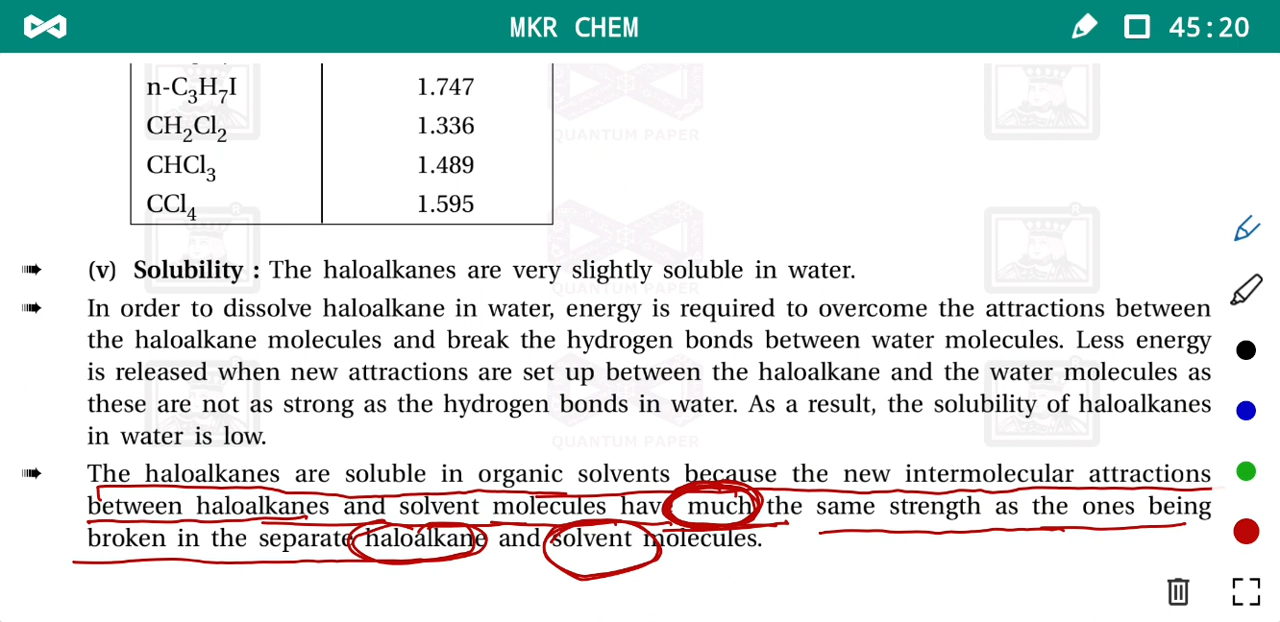 MKR CHEM
45:20
n-C₃H₇I 1.747
CH₂Cl₂ 1.336
CHCl₃ 1.489
CCl₄ 1.595
QUANTUM PAPER
(v) Solubility : The haloalkanes are very slightly soluble in water.
QUANTUM PAPER
In order to dissolve haloalkane in water, energy is required to overcome the attractions between
the haloalkane molecules and break the hydrogen bonds between water molecules. Less energy
is released when new attractions are set up between the haloalkane and the water molecules as
these are not as strong as the hydrogen bonds in water. As a result, the solubility of haloalkanes
in water is low.
QUANTUM PAPER
The haloalkanes are soluble in organic solvents because the new intermolecular attractions
between haloalkanes and solvent molecules have much the same strength as the ones being
broken in the separate haloalkane and solvent molecules.